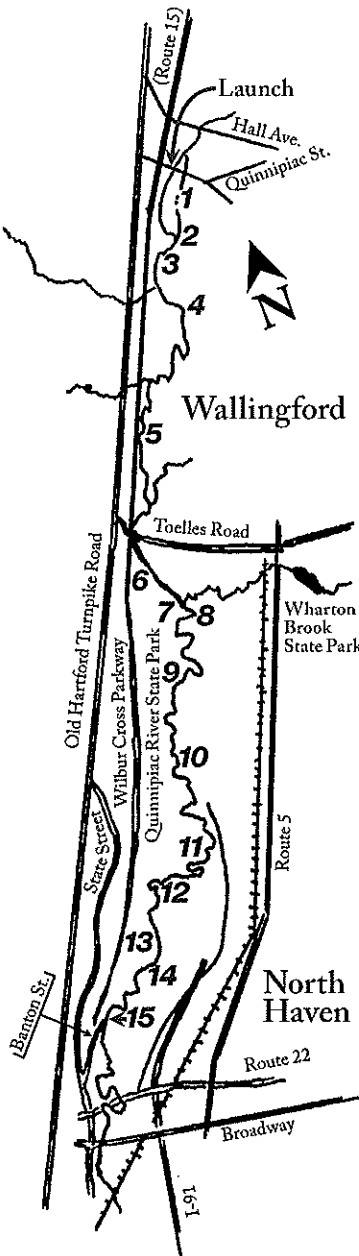 (Route 15)
Launch
Hall Ave.
Quinnipiac St.
1
2
3
4
N
Wallingford
5
Toelles Road
6
7
8
Wharton
Brook
State Park
Old Hartford Turnpike Road
Wilbur Cross Parkway
Quinnipiac River State Park
9
10
Route 5
State Street
11
12
13
14
North
Haven
Banton St.
15
Route 22
Broadway
I-91